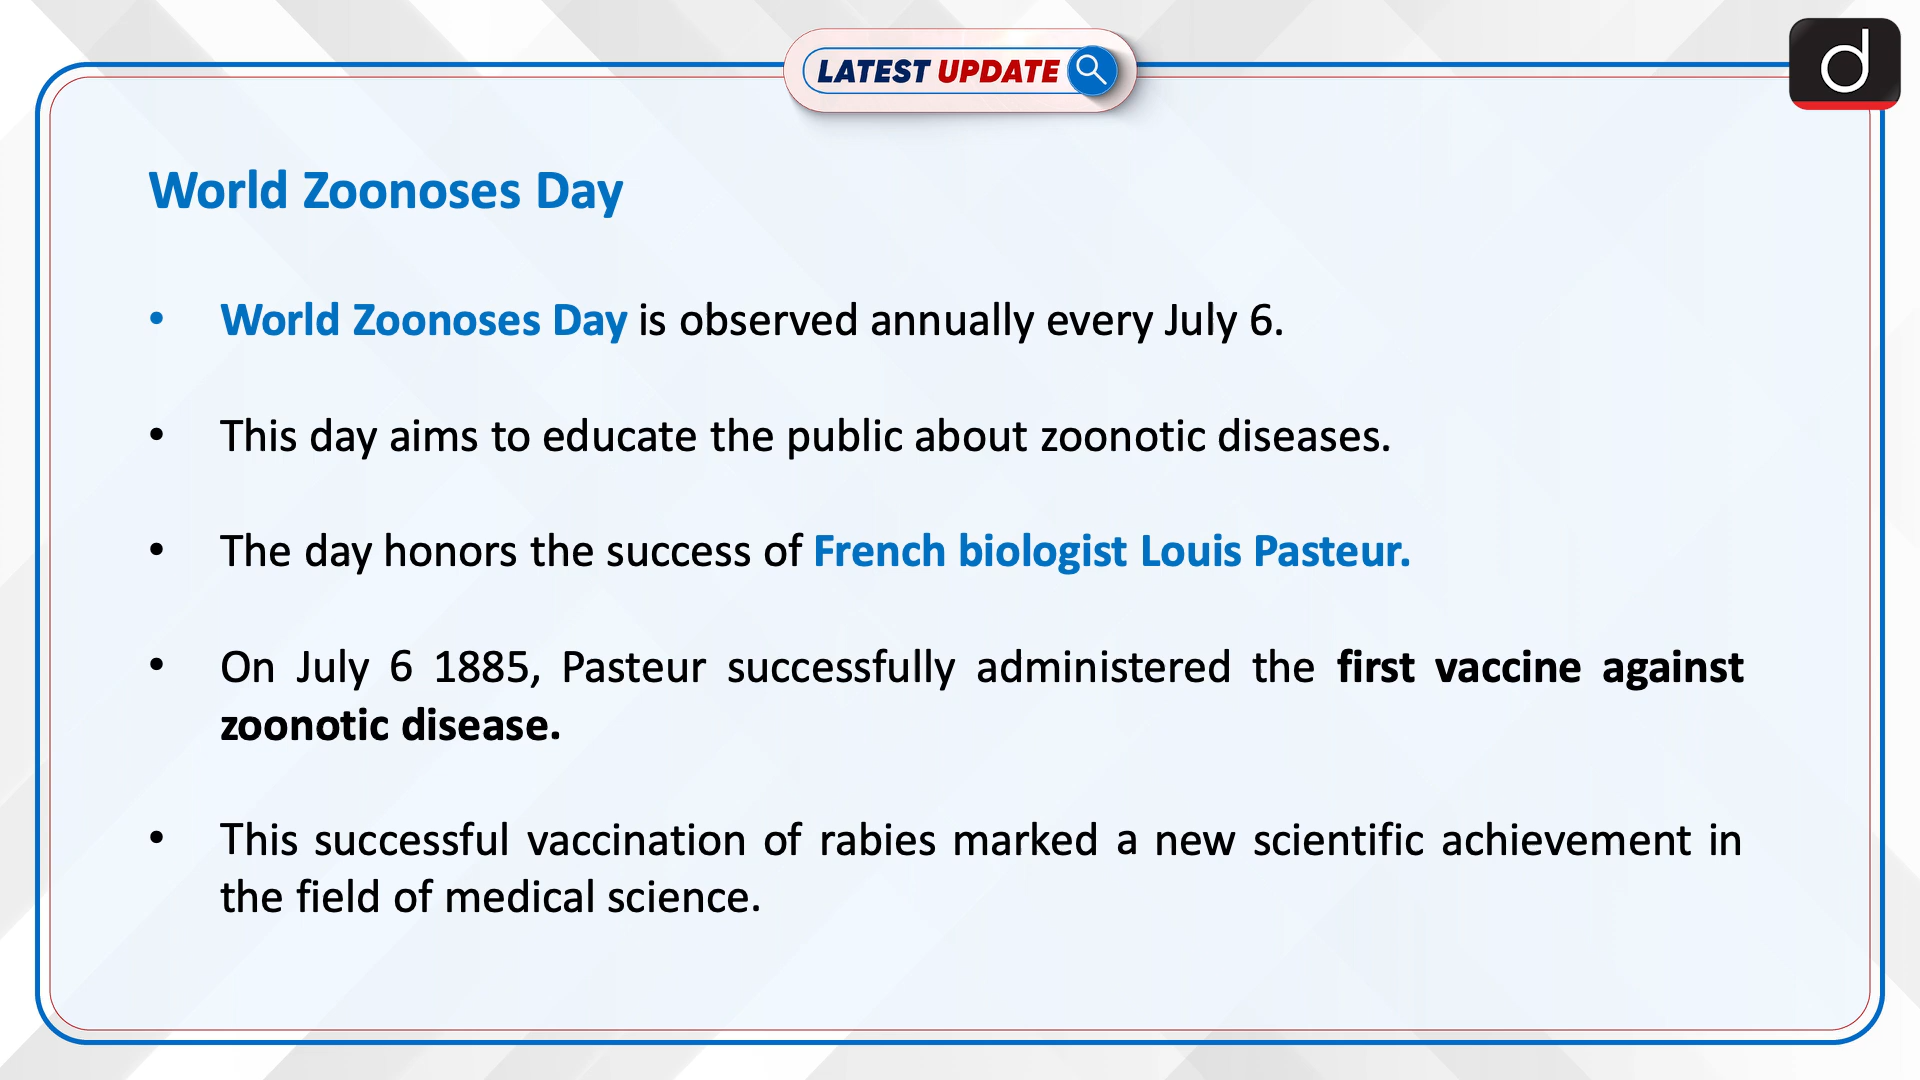 LATEST UPDATE
d
World Zoonoses Day
• World Zoonoses Day is observed annually every July 6.
• This day aims to educate the public about zoonotic diseases.
• The day honors the success of French biologist Louis Pasteur.
• On July 6 1885, Pasteur successfully administered the first vaccine against
zoonotic disease.
• This successful vaccination of rabies marked a new scientific achievement in
the field of medical science.